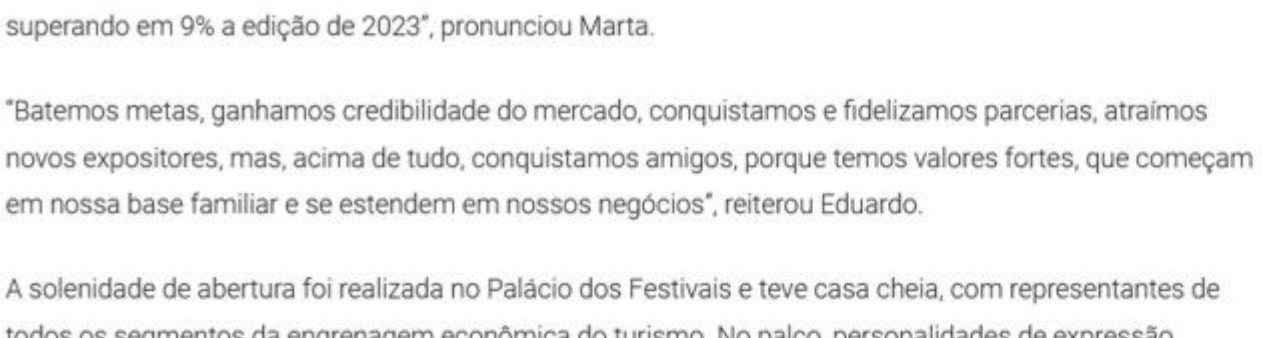 superando em 9% a edição de 2023”, pronunciou Marta.
“Batemos metas, ganhamos credibilidade do mercado, conquistamos e fidelizamos parcerias, atraímos
novos expositores, mas, acima de tudo, conquistamos amigos, porque temos valores fortes, que começam
em nossa base familiar e se estendem em nossos negócios”, reiterou Eduardo.
A solenidade de abertura foi realizada no Palácio dos Festivais e teve casa cheia, com representantes de
todos os segmentos da engrenagem econômica do turismo. No palco, personalidades de expressão